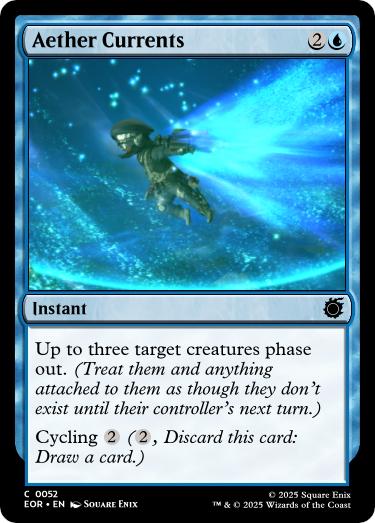 Aether Currents 2
Instant
Up to three target creatures phase
out. (Treat them and anything
attached to them as though they don't
exist until their controller's next turn.)
Cycling 2 (2, Discard this card:
Draw a card.)
C 0052
EOR • EN SQUARE ENIX
© 2025 Square Enix
™ & © 2025 Wizards of the Coast